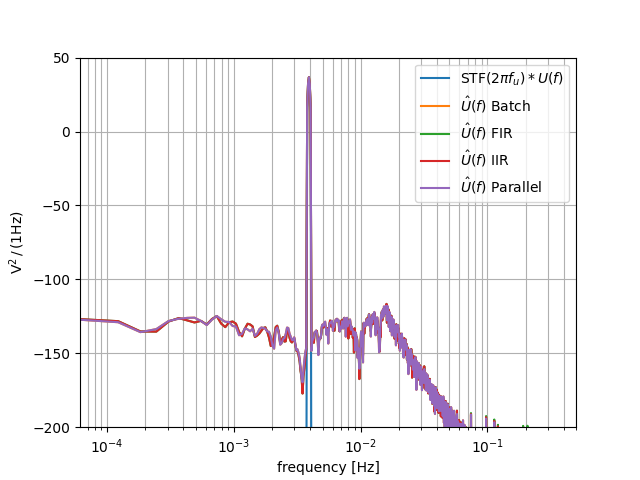 50
0
−50
−100
−150
−200
V² / (1Hz)
STF(2πfᵤ) * U(f)
Û(f) Batch
Û(f) FIR
Û(f) IIR
Û(f) Parallel
10⁻⁴
10⁻³
10⁻²
10⁻¹
frequency [Hz]